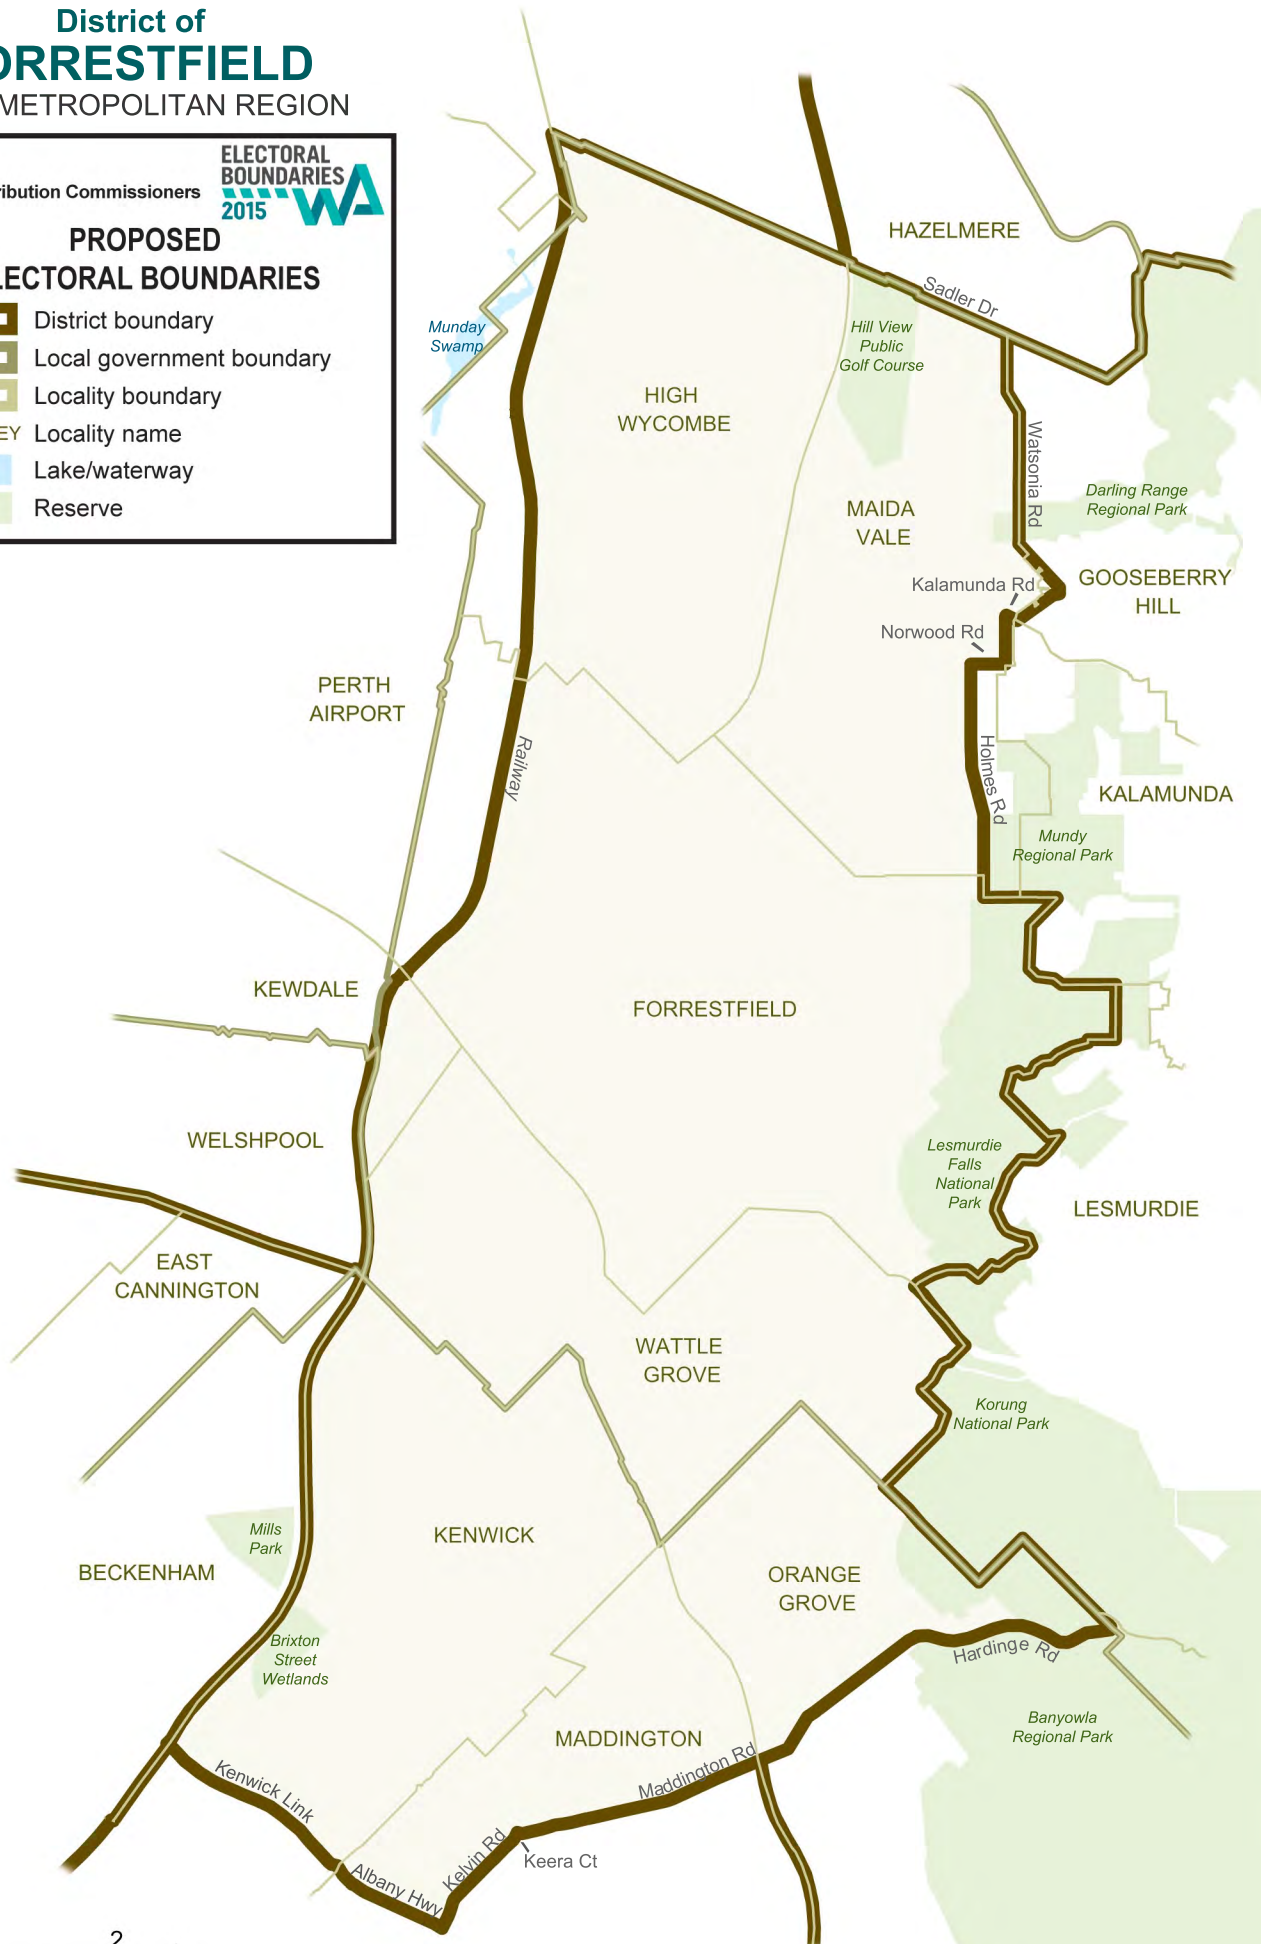 District of
ORRESTFIELD
METROPOLITAN REGION
ELECTORAL
BOUNDARIES
WA
2015
ribution Commissioners
PROPOSED
LECTORAL BOUNDARIES
District boundary
Local government boundary
Locality boundary
EY Locality name
Lake/waterway
Reserve
HAZELMERE
Sadler Dr
Munday
Swamp
Hill View
Public
Golf Course
HIGH
WYCOMBE
Watsonia Rd
Darling Range
Regional Park
MAIDA
VALE
GOOSEBERRY
HILL
Kalamunda Rd
Norwood Rd
PERTH
AIRPORT
Railway
Holmes Rd
KALAMUNDA
Mundy
Regional Park
KEWDALE
FORRESTFIELD
WELSHPOOL
Lesmurdie
Falls
National
Park
LESMURDIE
EAST
CANNINGTON
WATTLE
GROVE
Korung
National Park
Mills
Park
KENWICK
BECKENHAM
ORANGE
GROVE
Brixton
Street
Wetlands
Hardinge Rd
Banyowla
Regional Park
MADDINGTON
Maddington Rd
Kenwick Link
Kelvin Rd
Keera Ct
Albany Hwy
2